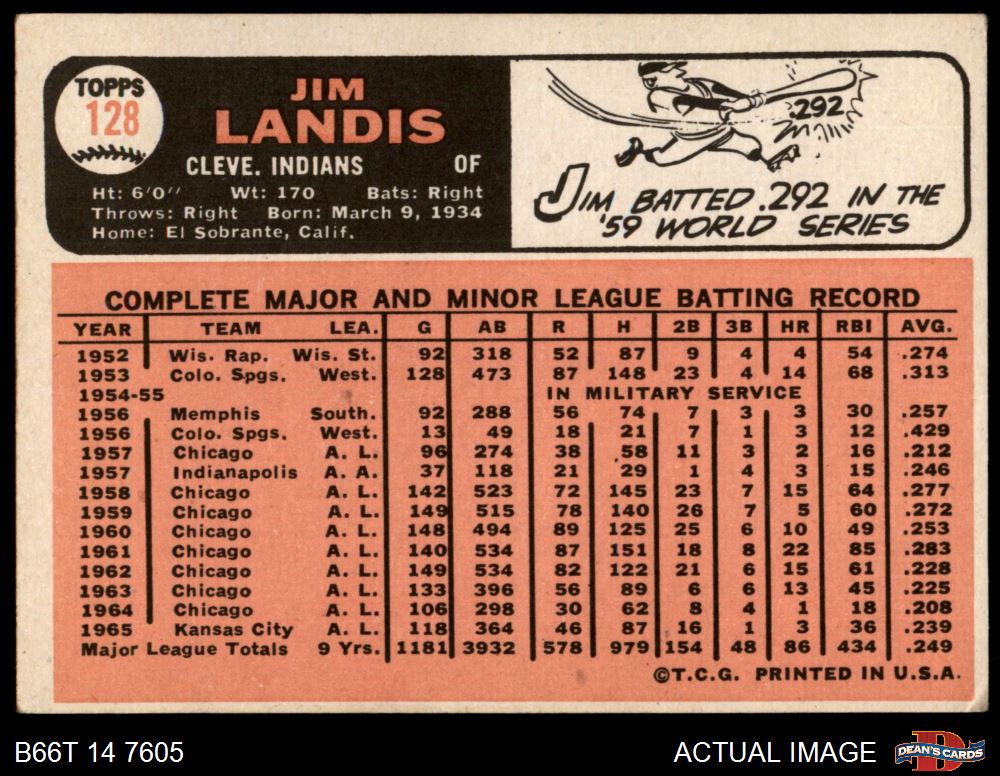 TOPPS
128
JIM
LANDIS
CLEVE. INDIANS OF
Ht: 6'0" Wt: 170 Bats: Right
Throws: Right Born: March 9, 1934
Home: El Sobrante, Calif.
.292
JIM BATTED .292 IN THE
'59 WORLD SERIES
COMPLETE MAJOR AND MINOR LEAGUE BATTING RECORD
YEAR TEAM LEA. G AB R H 2B 3B HR RBI AVG.
1952 Wis. Rap. Wis. St. 92 318 52 87 9 4 4 54 .274
1953 Colo. Spgs. West. 128 473 87 148 23 4 14 68 .313
1954-55 IN MILITARY SERVICE
1956 Memphis South. 92 288 56 74 7 3 3 30 .257
1956 Colo. Spgs. West. 13 49 18 21 7 1 3 12 .429
1957 Chicago A. L. 96 274 38 58 11 3 2 16 .212
1957 Indianapolis A. A. 37 118 21 29 1 4 3 15 .246
1958 Chicago A. L. 142 523 72 145 23 7 15 64 .277
1959 Chicago A. L. 149 515 78 140 26 7 5 60 .272
1960 Chicago A. L. 148 494 89 125 25 6 10 49 .253
1961 Chicago A. L. 140 534 87 151 18 8 22 85 .283
1962 Chicago A. L. 149 534 82 122 21 6 15 61 .228
1963 Chicago A. L. 133 396 56 89 6 6 13 45 .225
1964 Chicago A. L. 106 298 30 62 8 4 1 18 .208
1965 Kansas City A. L. 118 364 46 87 16 1 3 36 .239
Major League Totals 9 Yrs. 1181 3932 578 979 154 48 86 434 .249
©T.C.G. PRINTED IN U.S.A.
B66T 14 7605 ACTUAL IMAGE
D
DEAN'S CARDS